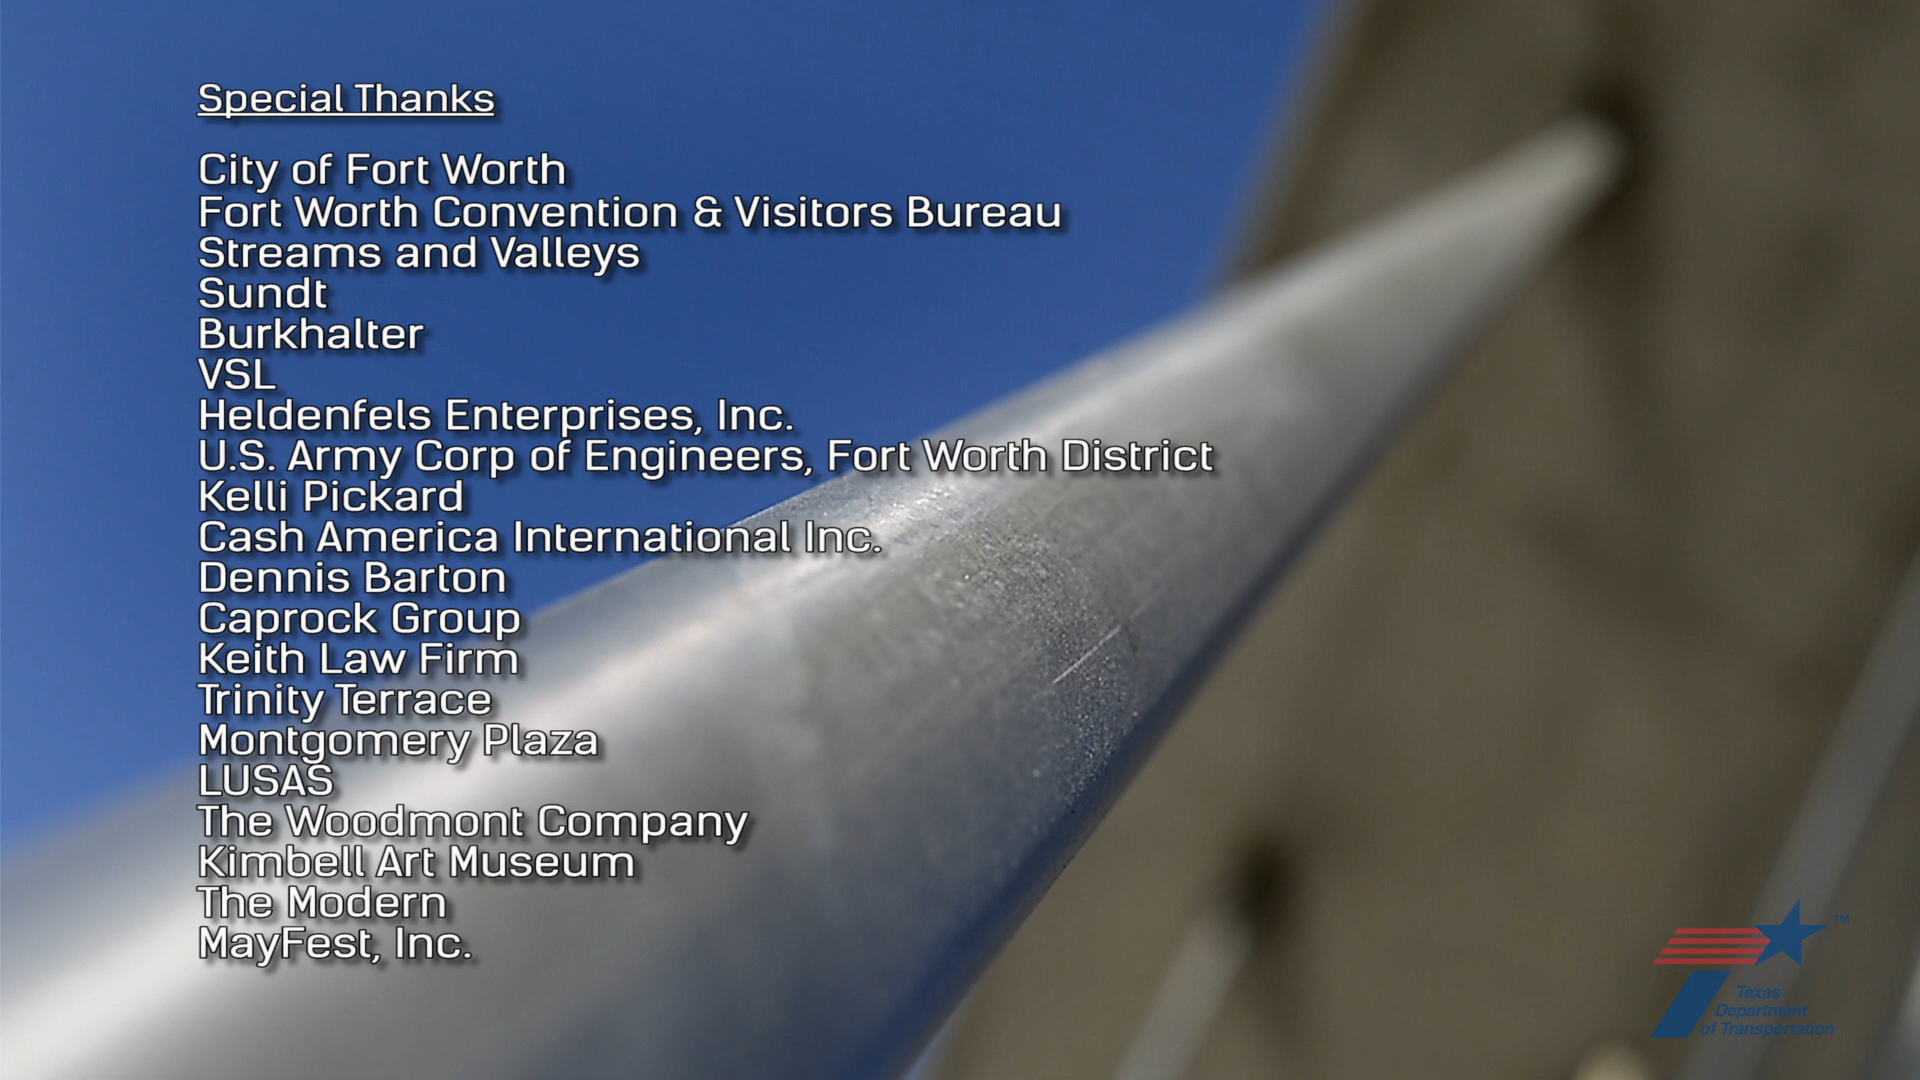 Special Thanks
City of Fort Worth
Fort Worth Convention & Visitors Bureau
Streams and Valleys
Sundt
Burkhalter
VSL
Heldenfels Enterprises, Inc.
U.S. Army Corp of Engineers, Fort Worth District
Kelli Pickard
Cash America International Inc.
Dennis Barton
Caprock Group
Keith Law Firm
Trinity Terrace
Montgomery Plaza
LUSAS
The Woodmont Company
Kimbell Art Museum
The Modern
MayFest, Inc.
TM
Texas
Department
of Transportation